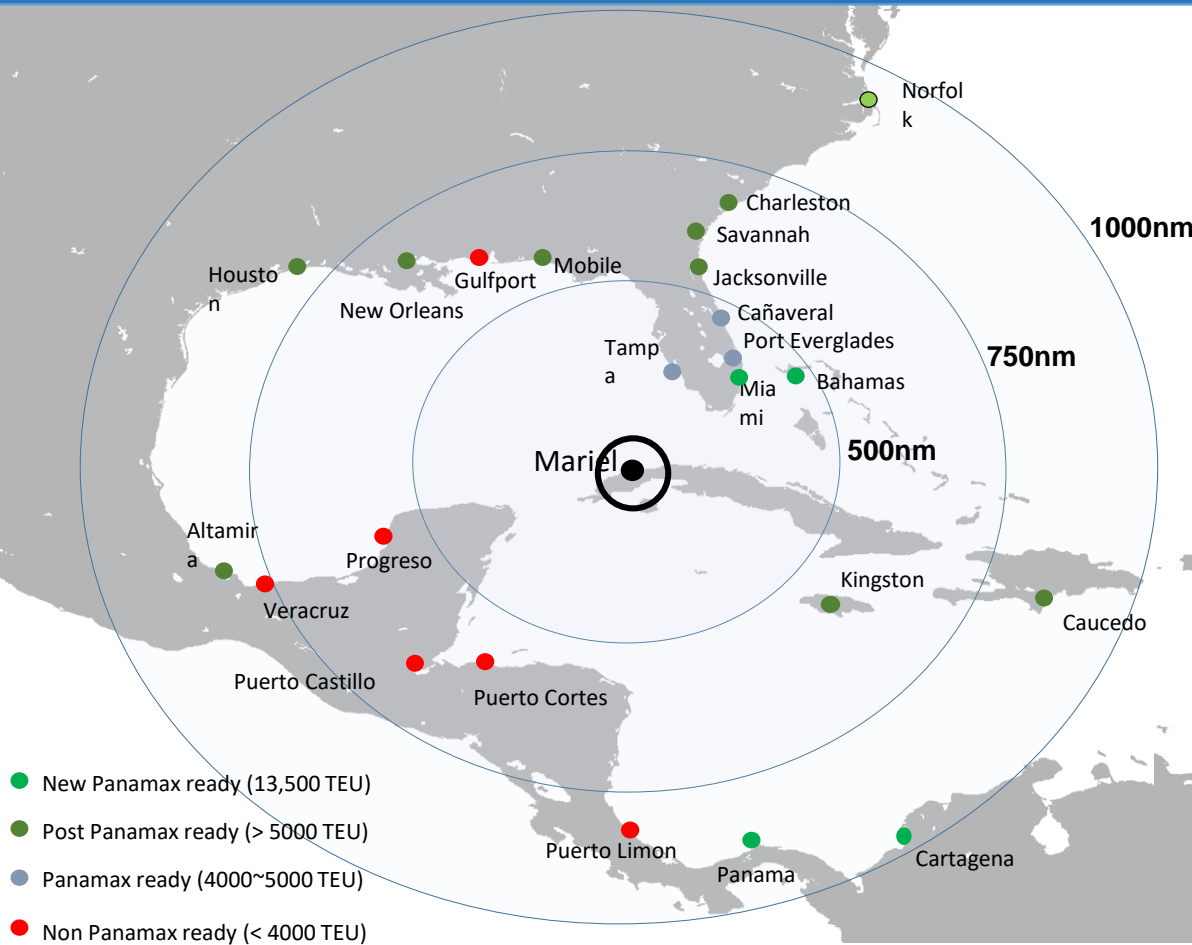 Norfol
k
Charleston
1000nm
Savannah
Housto
n
Gulfport
Mobile
Jacksonville
New Orleans
Cañaveral
Port Everglades
Tamp
a
750nm
Mia
mi
Bahamas
Mariel
500nm
Altamir
a
Progreso
Kingston
Veracruz
Caucedo
Puerto Castillo
Puerto Cortes
New Panamax ready (13,500 TEU)
Post Panamax ready (> 5000 TEU)
Puerto Limon
Panama
Cartagena
Panamax ready (4000~5000 TEU)
Non Panamax ready (< 4000 TEU)